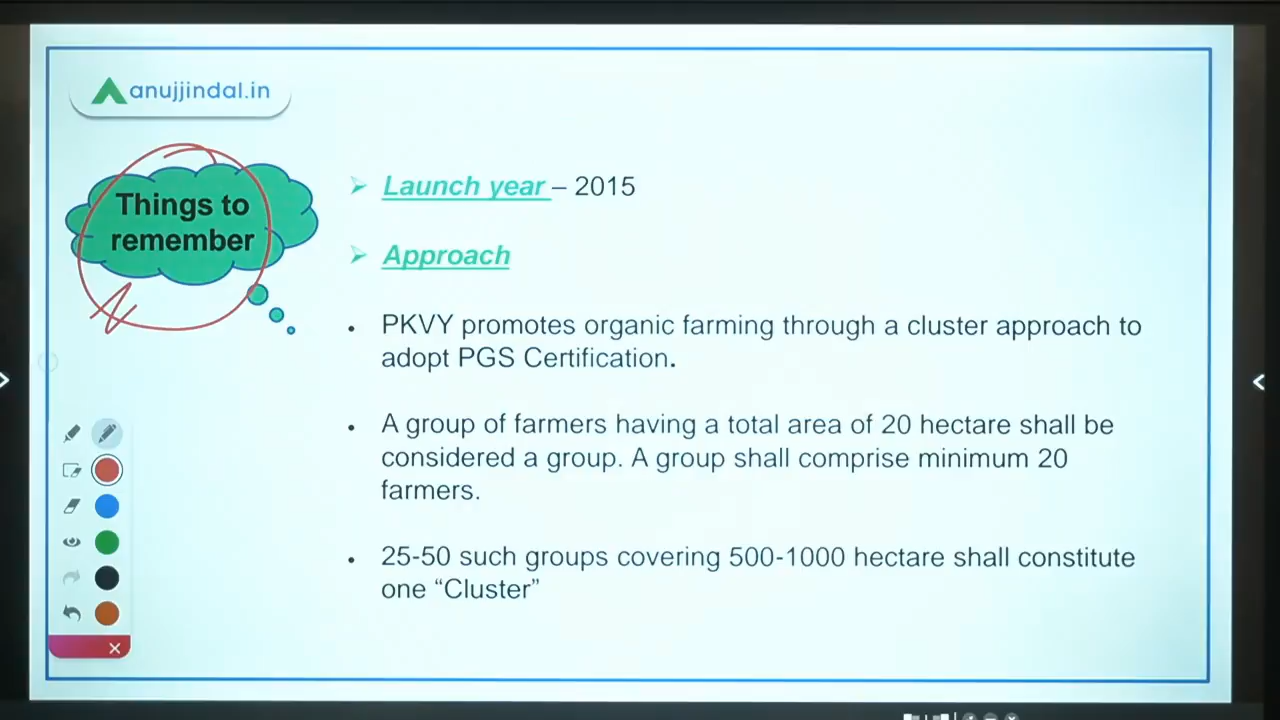 anujjindal.in
Things to
remember
Launch year – 2015
Approach
PKVY promotes organic farming through a cluster approach to
adopt PGS Certification.
A group of farmers having a total area of 20 hectare shall be
considered a group. A group shall comprise minimum 20
farmers.
25-50 such groups covering 500-1000 hectare shall constitute
one “Cluster”